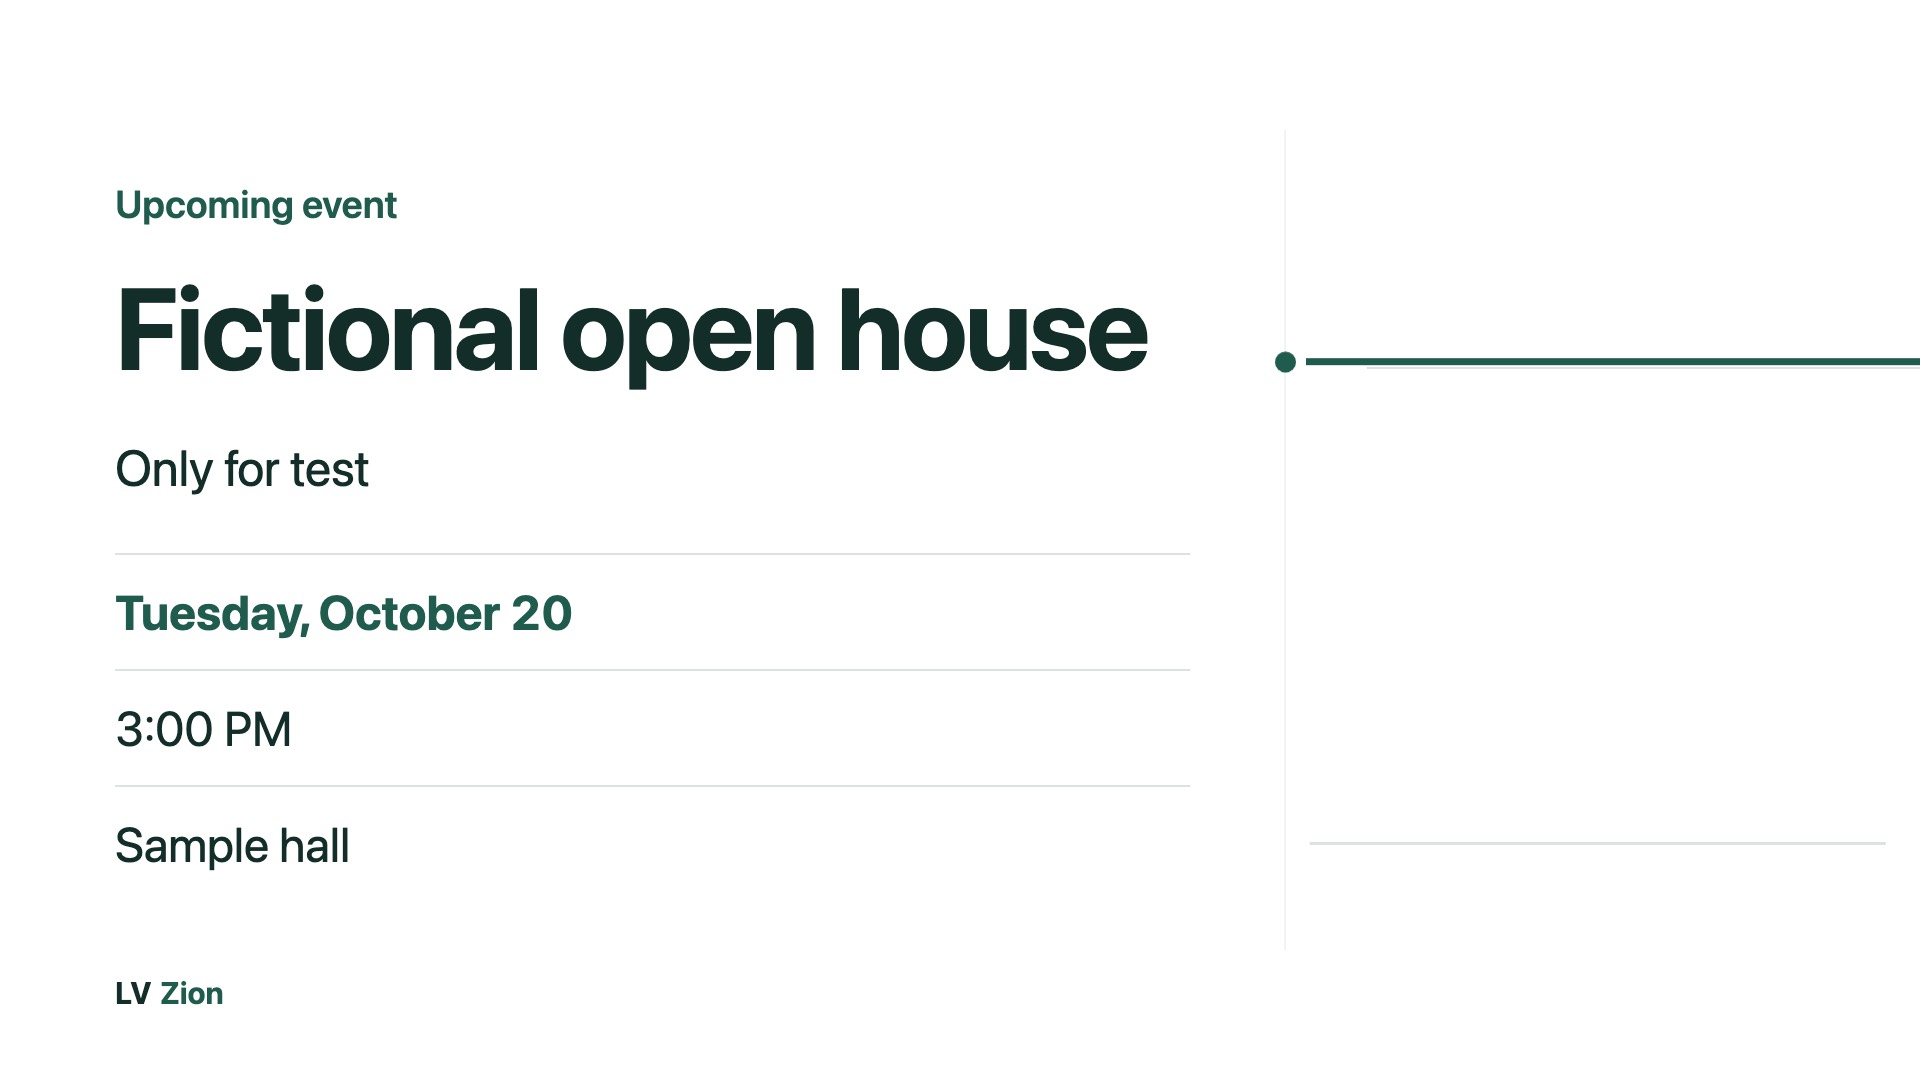 Upcoming event
Fictional open house
Only for test
Tuesday, October 20
3:00 PM
Sample hall
LV Zion